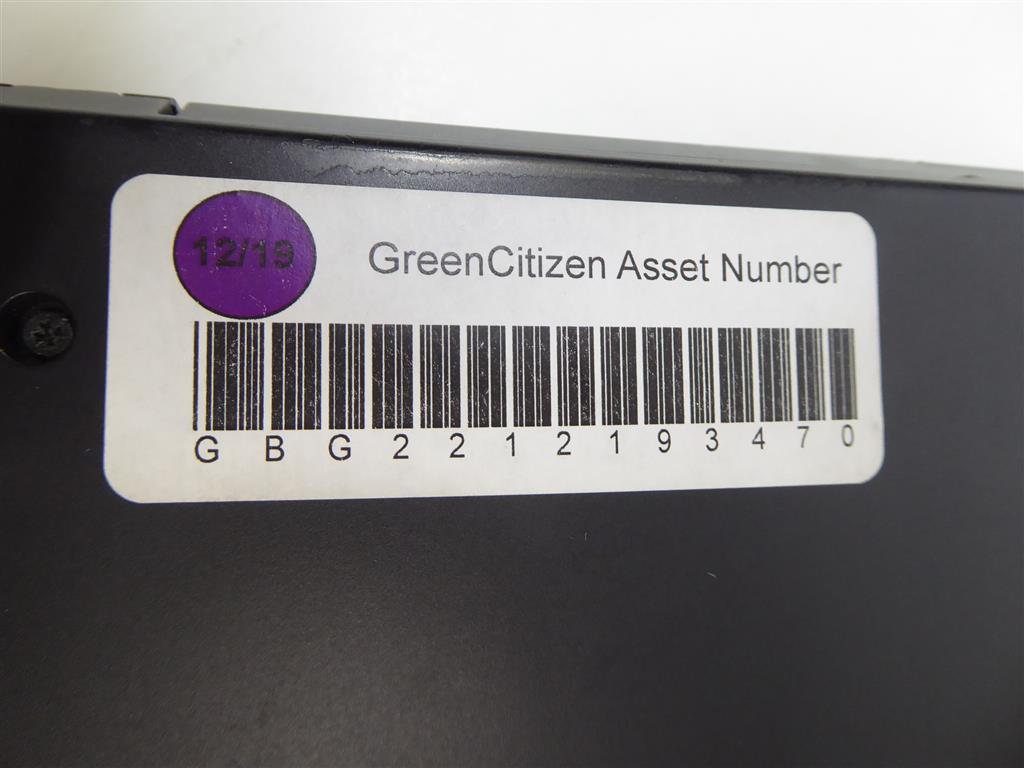 12/19
GreenCitizen Asset Number
GBG2212193470